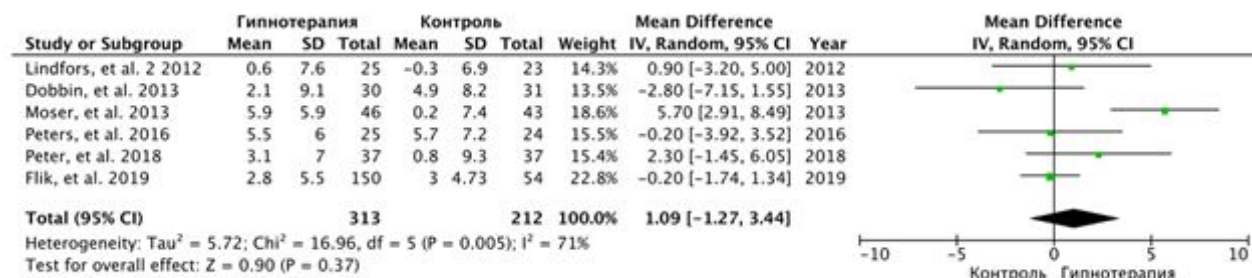 Гипнотерапия Контроль Mean Difference Mean Difference
Study or Subgroup Mean SD Total Mean SD Total Weight IV, Random, 95% CI Year IV, Random, 95% CI
Lindfors, et al. 2 2012 0.6 7.6 25 -0.3 6.9 23 14.3% 0.90 [-3.20, 5.00] 2012
Dobbin, et al. 2013 2.1 9.1 30 4.9 8.2 31 13.5% -2.80 [-7.15, 1.55] 2013
Moser, et al. 2013 5.9 5.9 46 0.2 7.4 43 18.6% 5.70 [2.91, 8.49] 2013
Peters, et al. 2016 5.5 6 25 5.7 7.2 24 15.5% -0.20 [-3.92, 3.52] 2016
Peter, et al. 2018 3.1 7 37 0.8 9.3 37 15.4% 2.30 [-1.45, 6.05] 2018
Flik, et al. 2019 2.8 5.5 150 3 4.73 54 22.8% -0.20 [-1.74, 1.34] 2019
Total (95% CI) 313 212 100.0% 1.09 [-1.27, 3.44]
Heterogeneity: Tau² = 5.72; Chi² = 16.96, df = 5 (P = 0.005); I² = 71%
Test for overall effect: Z = 0.90 (P = 0.37)
-10 -5 0 5 10
Контроль Гипнотерапия